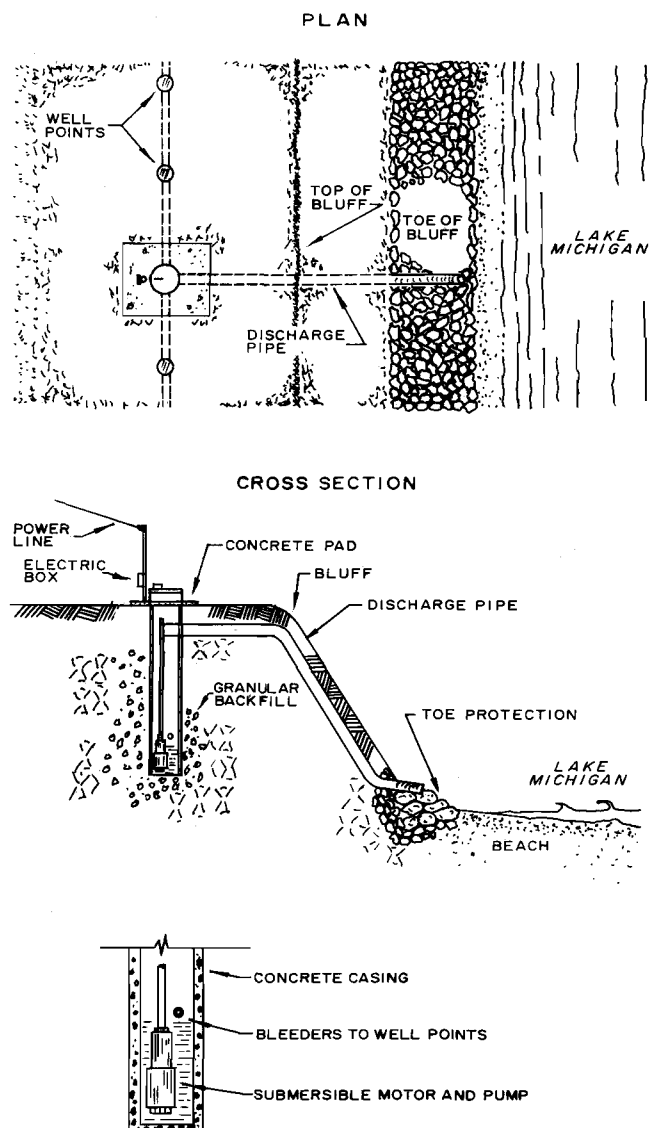 PLAN
WELL
POINTS
TOP OF
BLUFF
TOE OF
BLUFF
LAKE
MICHIGAN
DISCHARGE
PIPE
CROSS SECTION
POWER
LINE
CONCRETE PAD
ELECTRIC
BOX
BLUFF
DISCHARGE PIPE
GRANULAR
BACKFILL
TOE PROTECTION
LAKE
MICHIGAN
BEACH
CONCRETE CASING
BLEEDERS TO WELL POINTS
SUBMERSIBLE MOTOR AND PUMP